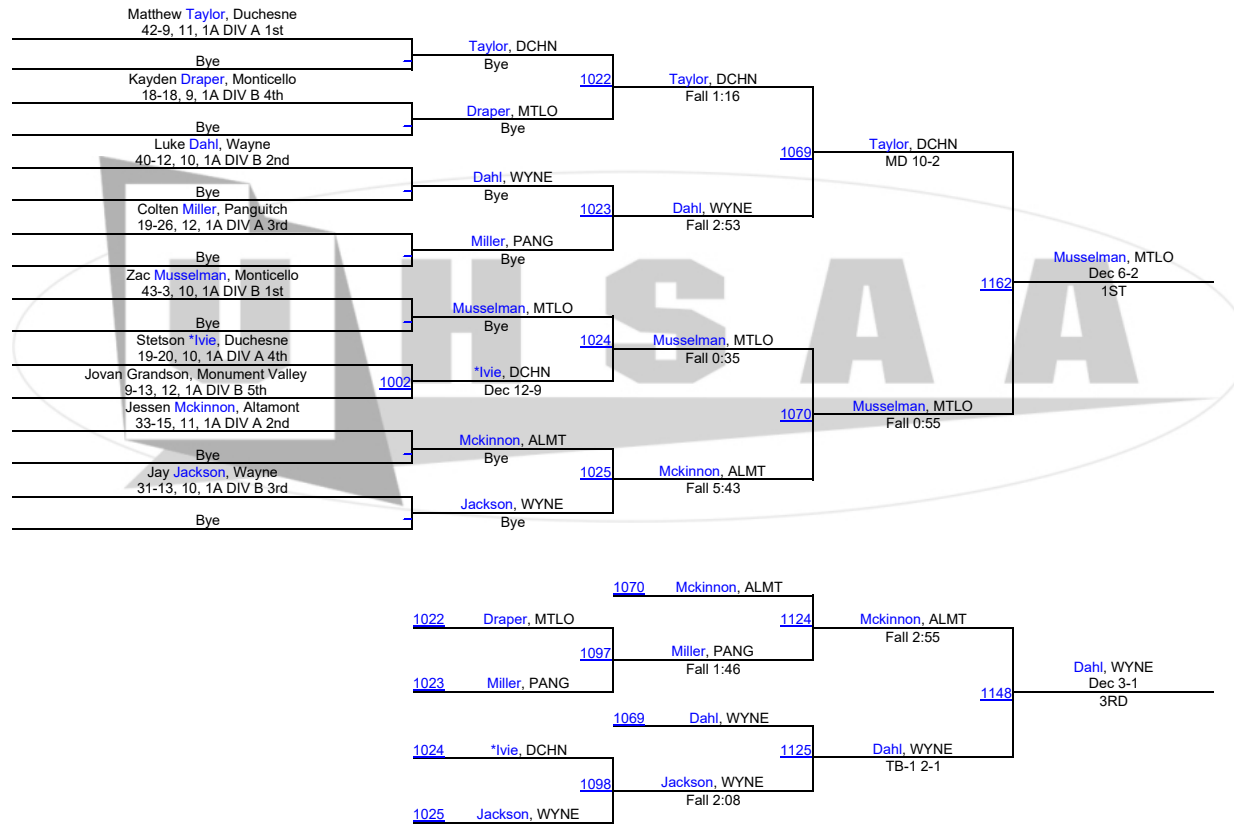 Matthew Taylor, Duchesne
42-9, 11, 1A DIV A 1st
Bye
Kayden Draper, Monticello
18-18, 9, 1A DIV B 4th
Bye
Luke Dahl, Wayne
40-12, 10, 1A DIV B 2nd
Bye
Colten Miller, Panguitch
19-26, 12, 1A DIV A 3rd
Bye
Zac Musselman, Monticello
43-3, 10, 1A DIV B 1st
Bye
Stetson *Ivie, Duchesne
19-20, 10, 1A DIV A 4th
Jovan Grandson, Monument Valley
9-13, 12, 1A DIV B 5th
1002
Jessen Mckinnon, Altamont
33-15, 11, 1A DIV A 2nd
Bye
Jay Jackson, Wayne
31-13, 10, 1A DIV B 3rd
Bye
Taylor, DCHN
Bye
1022
Draper, MTLO
Bye
Dahl, WYNE
Bye
1023
Miller, PANG
Bye
Musselman, MTLO
Bye
1024
*Ivie, DCHN
Dec 12-9
Mckinnon, ALMT
Bye
1025
Jackson, WYNE
Bye
Taylor, DCHN
Fall 1:16
1069
Dahl, WYNE
Fall 2:53
Musselman, MTLO
Fall 0:35
1070
Mckinnon, ALMT
Fall 5:43
Taylor, DCHN
MD 10-2
1162
Musselman, MTLO
Fall 0:55
Musselman, MTLO
Dec 6-2
1ST
UHSAA
1070 Mckinnon, ALMT
1022 Draper, MTLO
1124
1097
Miller, PANG
Fall 1:46
1023 Miller, PANG
Mckinnon, ALMT
Fall 2:55
1069 Dahl, WYNE
1024 *Ivie, DCHN
1125
1098
Jackson, WYNE
Fall 2:08
1025 Jackson, WYNE
Dahl, WYNE
TB-1 2-1
1148
Dahl, WYNE
Dec 3-1
3RD